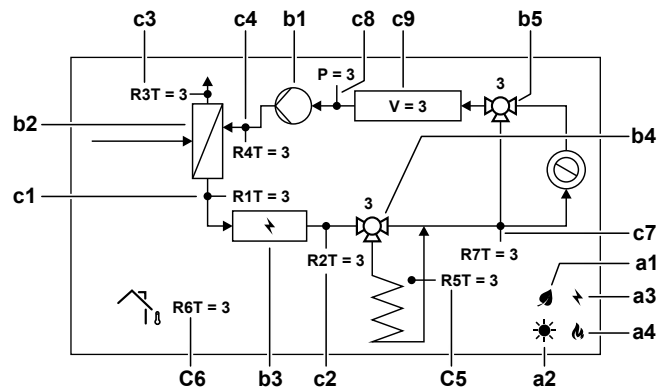 c3 c4 b1 c8 c9 b5
P = 3
R3T = 3
3
V = 3
b2
R4T = 3
b4
c1
R1T = 3
3
R2T = 3
R7T = 3
c7
R5T = 3
a1
R6T = 3
a3
a4
C6 b3 c2 C5 a2